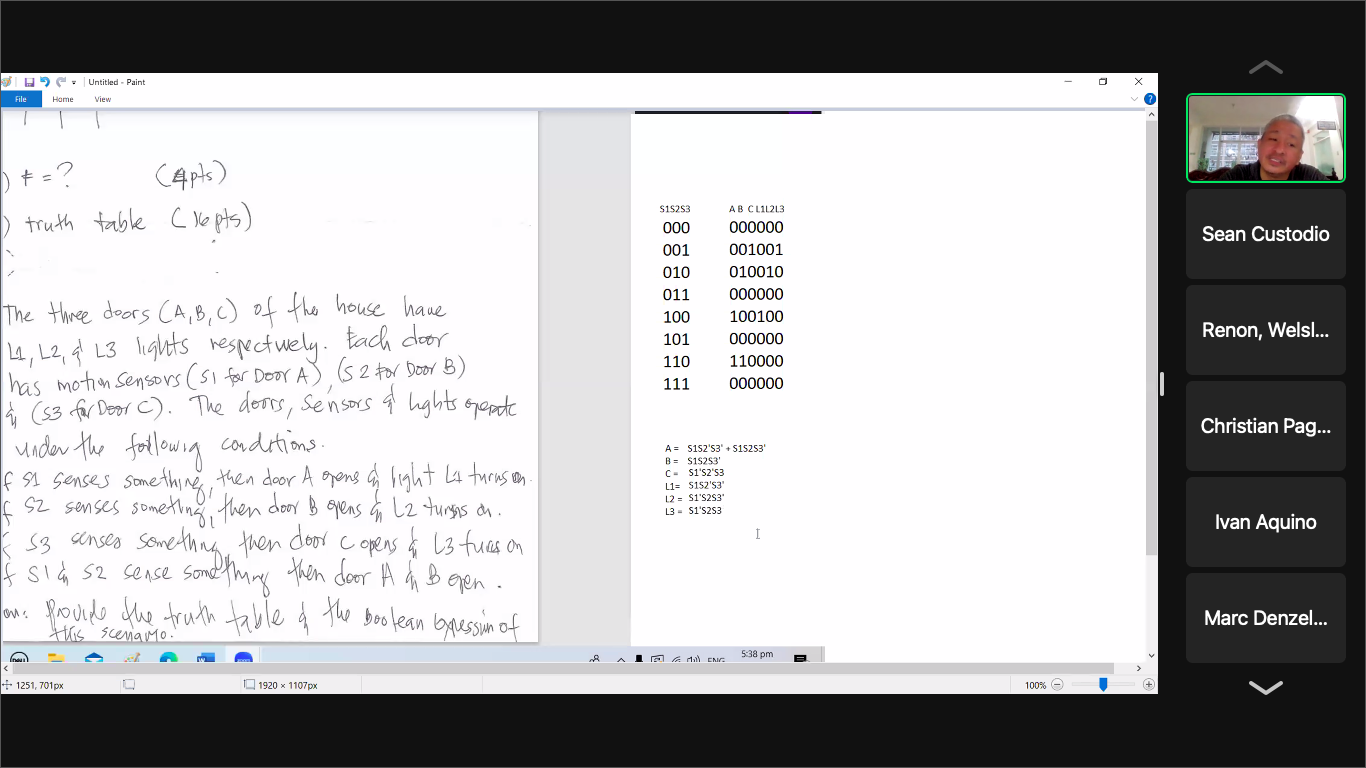 Untitled - Paint
File Home View
) F = ? (4pts)
) truth table (16pts)
The three doors (A, B, C) of the house have
L1, L2, & L3 lights respectively. Each door
has motion sensors (S1 for Door A), (S2 for Door B)
& (S3 for Door C). The doors, sensors & lights operate
under the following conditions.
f S1 senses something, then door A opens & light L1 turns on.
f S2 senses something, then door B opens & L2 turns on.
f S3 senses something then door C opens & L3 turns on
f S1 & S2 sense something then door A & B open.
on: Provide the truth table & the boolean expression of
this scenario.
S1S2S3 A B C L1L2L3
000 000000
001 001001
010 010010
011 000000
100 100100
101 000000
110 110000
111 000000
A = S1S2'S3' + S1S2S3'
B = S1S2S3'
C = S1'S2'S3
L1= S1S2'S3'
L2 = S1'S2S3'
L3 = S1'S2S3
ENG 5:38 pm
1251, 701px 1920 × 1107px 100%
Sean Custodio
Renon, Welsl...
Christian Pag...
Ivan Aquino
Marc Denzel...